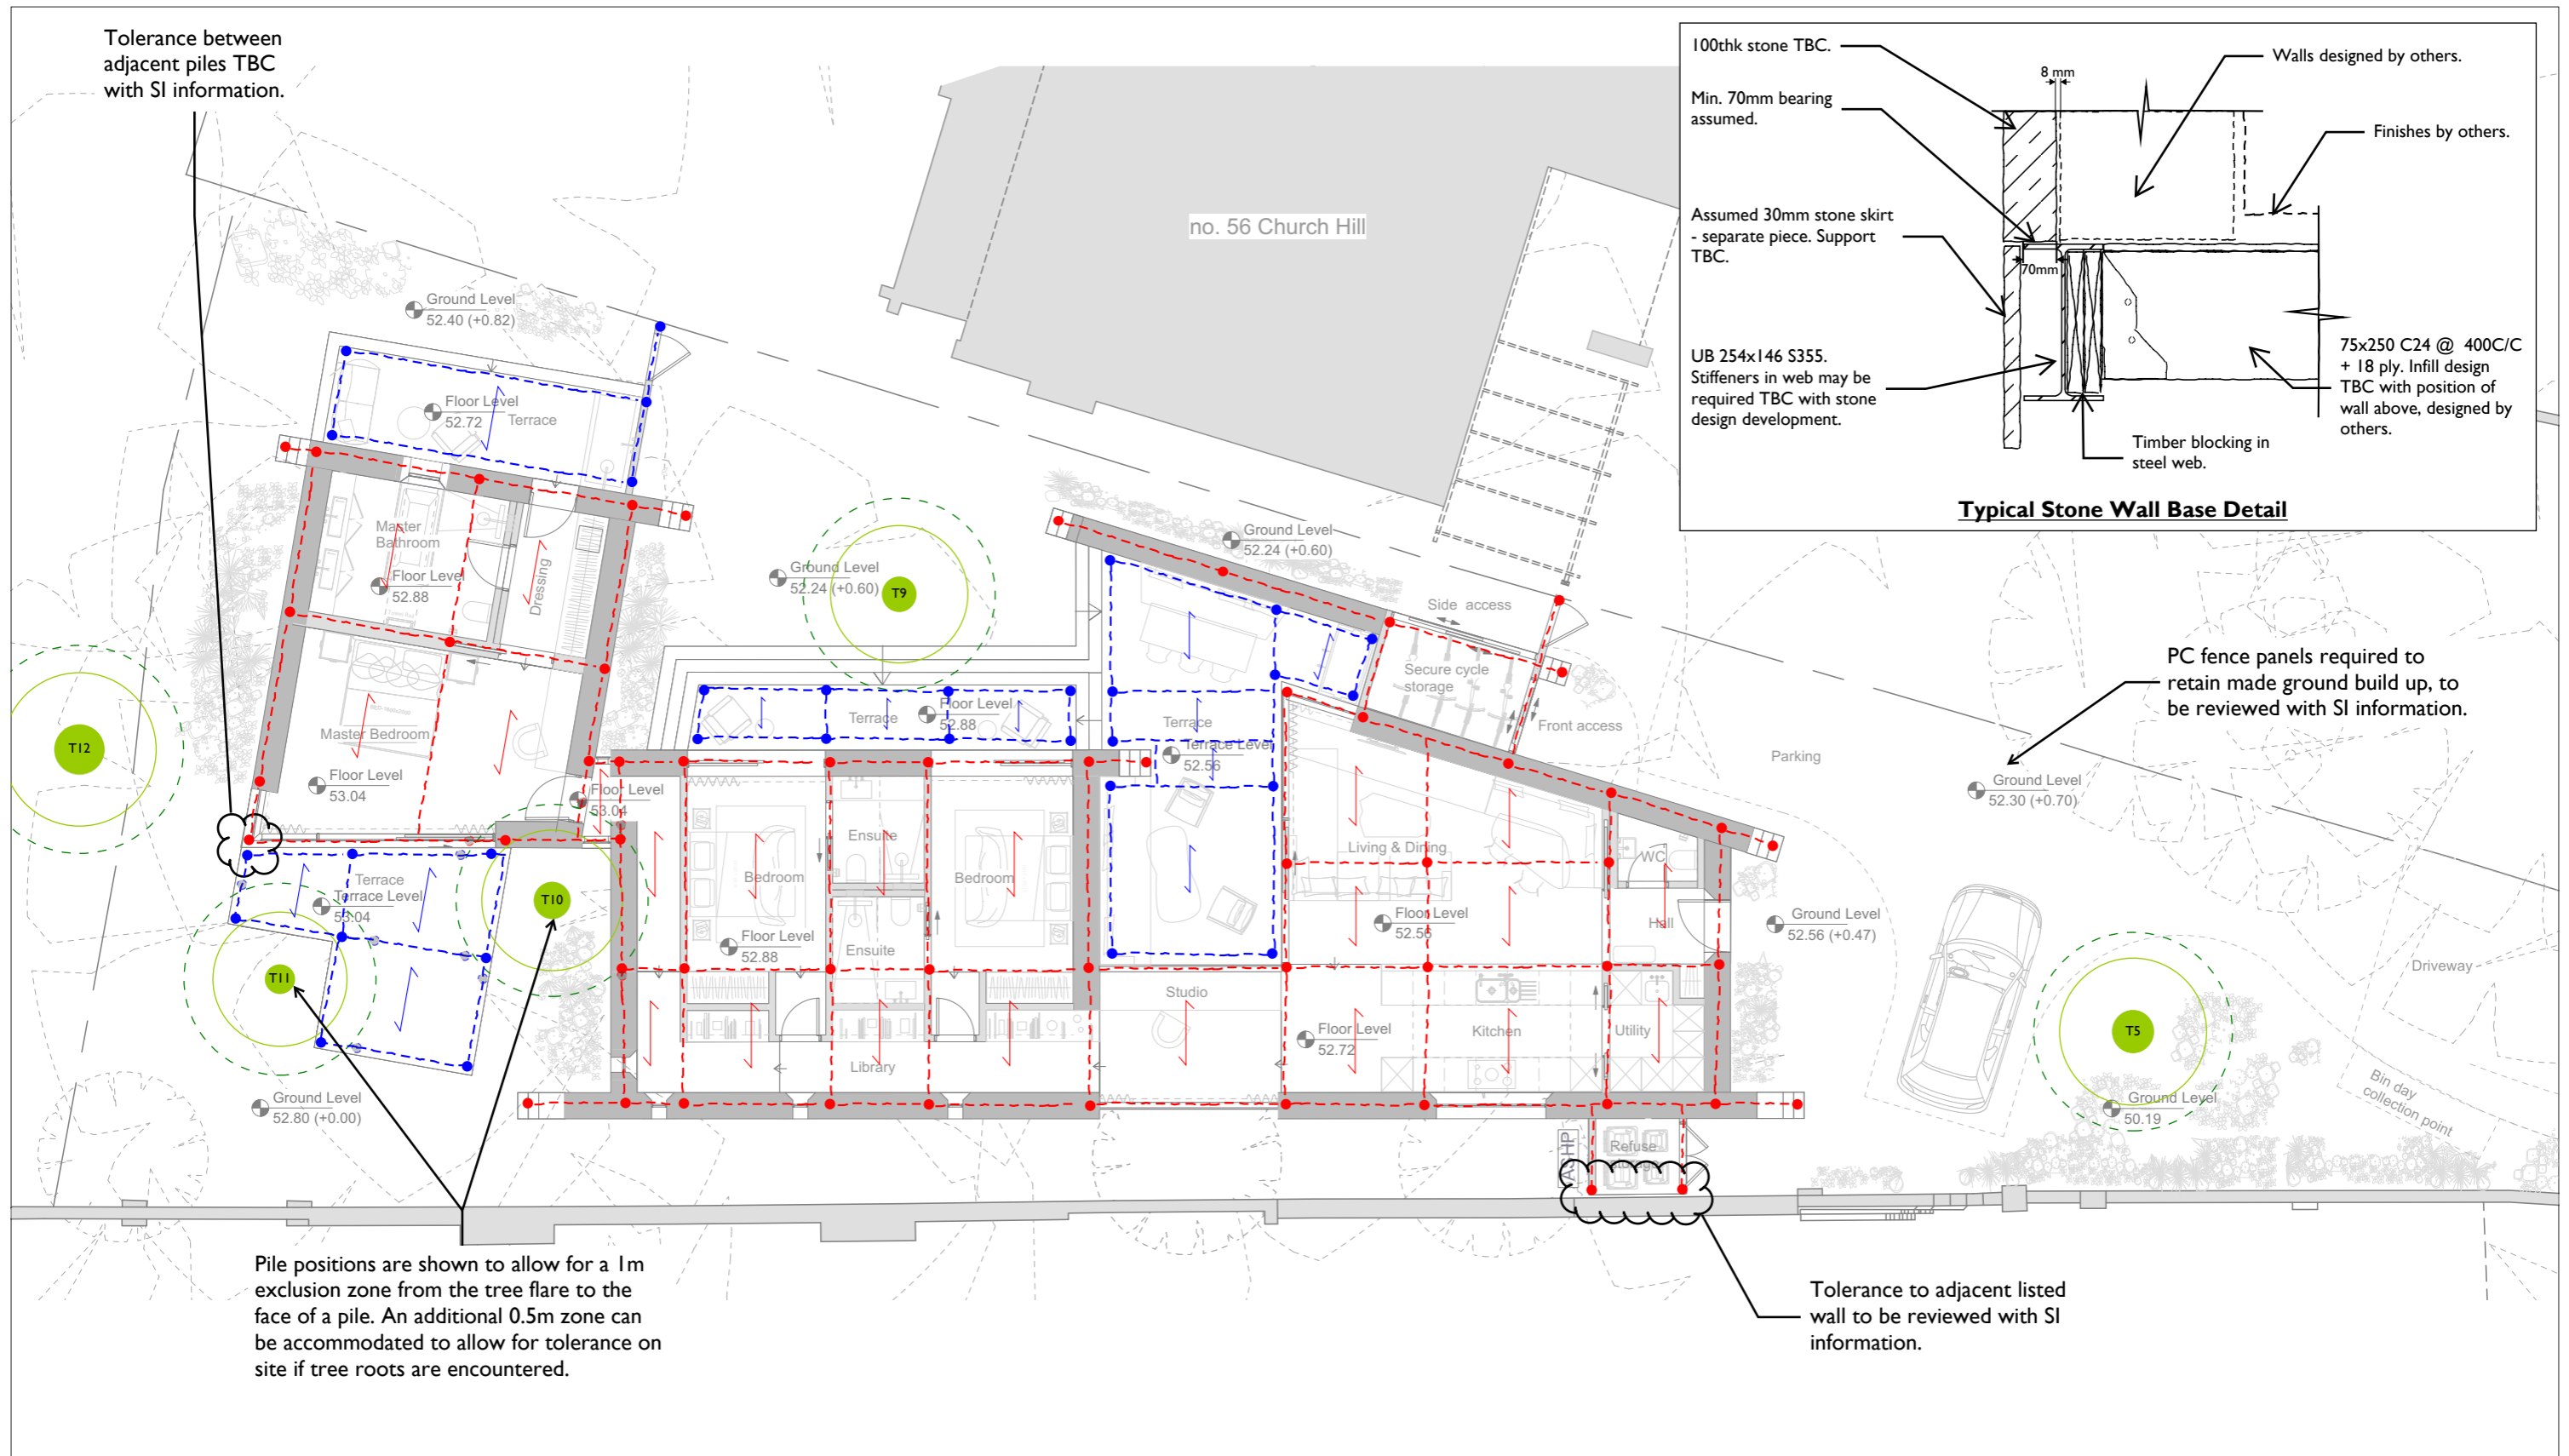 Tolerance between
adjacent piles TBC
with SI information.
100thk stone TBC.
8 mm
Walls designed by others.
Min. 70mm bearing
assumed.
Finishes by others.
Assumed 30mm stone skirt
- separate piece. Support
TBC.
70mm
UB 254x146 S355.
Stiffeners in web may be
required TBC with stone
design development.
75x250 C24 @ 400C/C
+ 18 ply. Infill design
TBC with position of
wall above, designed by
others.
Timber blocking in
steel web.
Typical Stone Wall Base Detail
no. 56 Church Hill
Ground Level
52.40 (+0.82)
Floor Level
52.72
Terrace
Master
Bathroom
Floor Level
52.88
Dressing
Ground Level
52.24 (+0.60)
T9
Ground Level
52.24 (+0.60)
Side access
Secure cycle
storage
Front access
PC fence panels required to
retain made ground build up, to
be reviewed with SI information.
Parking
Ground Level
52.30 (+0.70)
T12
Master Bedroom
Floor Level
53.04
Floor Level
53.04
Terrace
Floor Level
52.88
Terrace
Terrace Level
52.56
Ensuite
Bedroom
Bedroom
Living & Dining
WC
Terrace
Terrace Level
53.04
T10
T11
Floor Level
52.88
Ensuite
Floor Level
52.56
Hall
Ground Level
52.56 (+0.47)
Driveway
Studio
Floor Level
52.72
Kitchen
Utility
T5
Library
Ground Level
52.80 (+0.00)
Ground Level
50.19
Bin day
collection point
ASHP
Refuse
Pile positions are shown to allow for a 1m
exclusion zone from the tree flare to the
face of a pile. An additional 0.5m zone can
be accommodated to allow for tolerance on
site if tree roots are encountered.
Tolerance to adjacent listed
wall to be reviewed with SI
information.